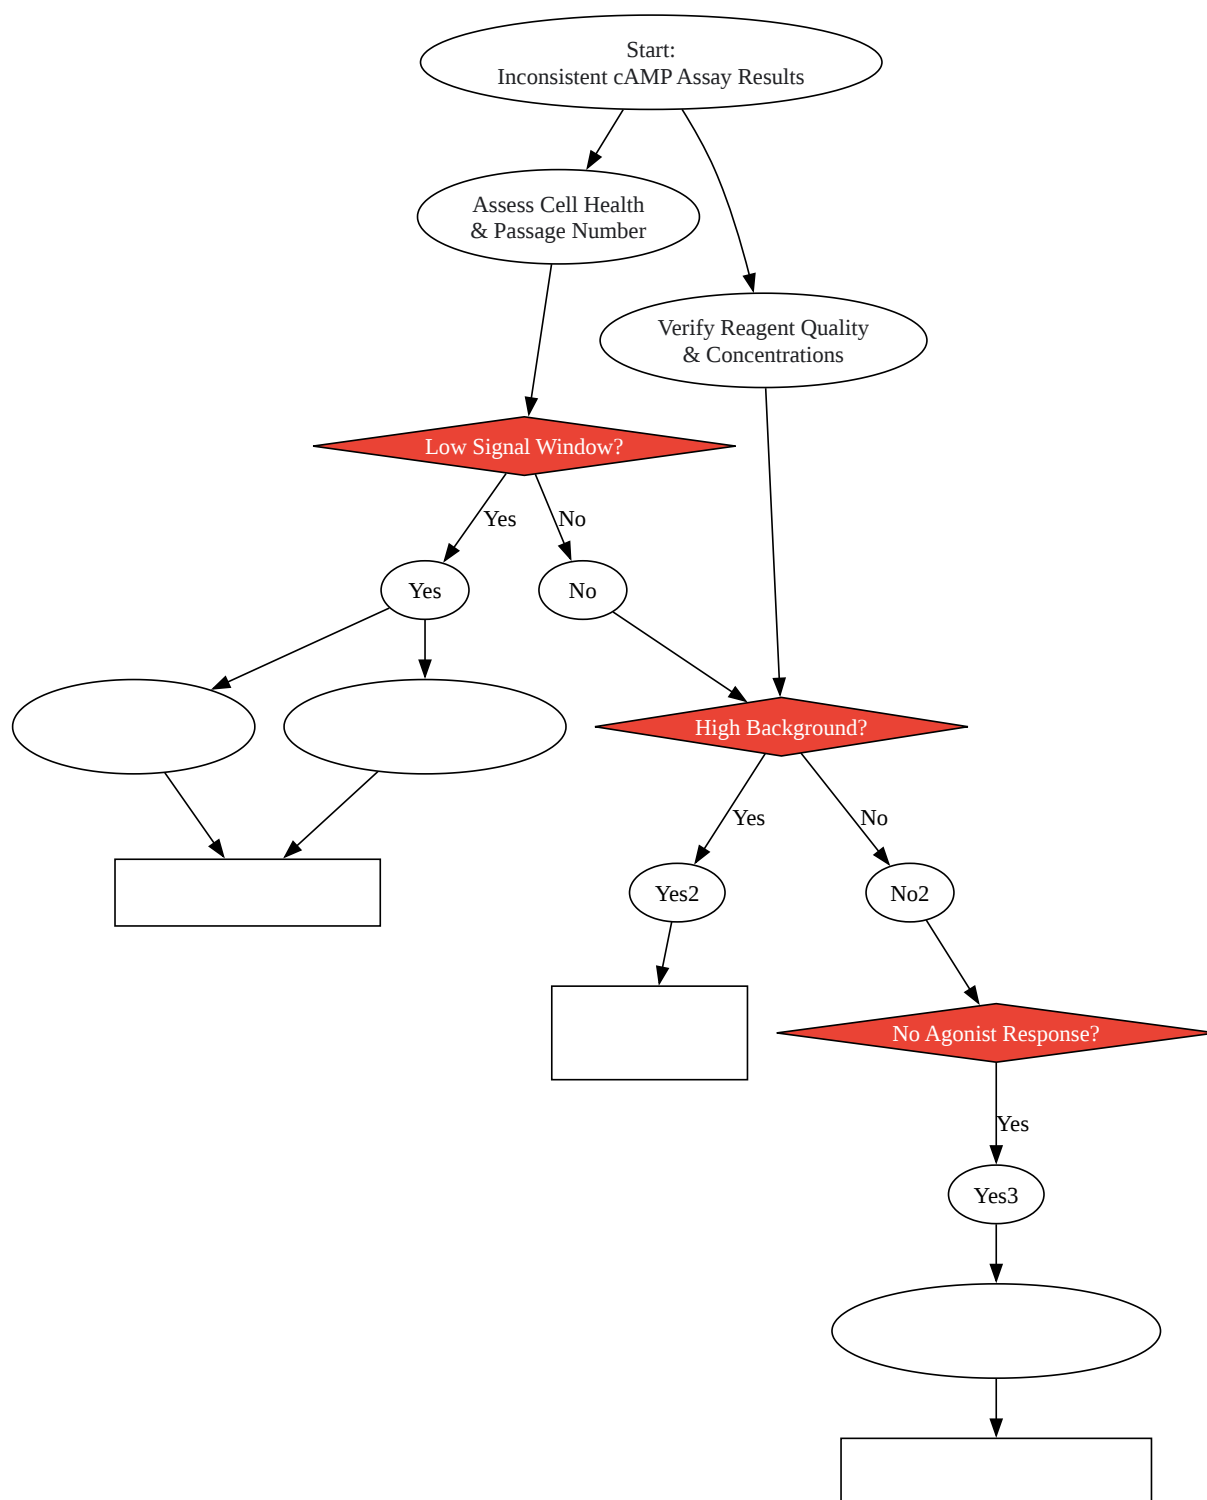 Start:
Inconsistent cAMP Assay Results
Assess Cell Health
& Passage Number
Verify Reagent Quality
& Concentrations
Low Signal Window?
Yes
No
Yes
No
High Background?
Yes
No
Yes2
No2
No Agonist Response?
Yes
Yes3